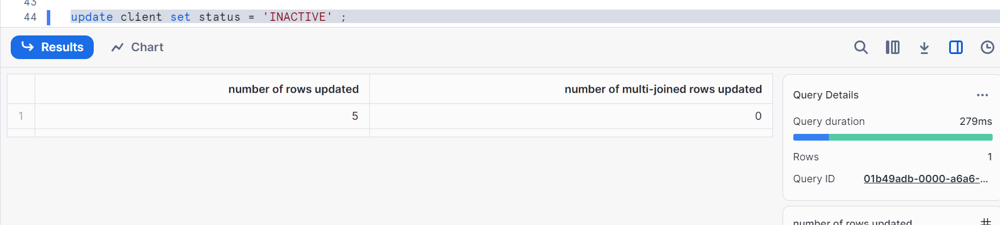 43
44 update client set status = 'INACTIVE' ;
Results Chart
number of rows updated number of multi-joined rows updated
1 5 0
Query Details ...
Query duration 279ms
Rows 1
Query ID 01b49adb-0000-a6a6-...
number of rows updated #